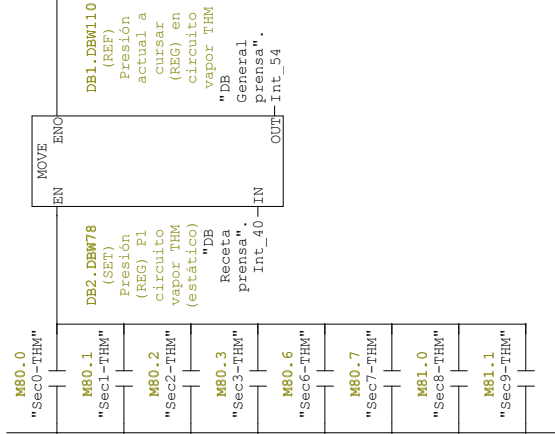 M80.0
"Sec0-THM"
M80.1
"Sec1-THM"
M80.2
"Sec2-THM"
M80.3
"Sec3-THM"
M80.6
"Sec6-THM"
M80.7
"Sec7-THM"
M81.0
"Sec8-THM"
M81.1
"Sec9-THM"
DB2.DBW78
(SET)
Presión
(REG) P1
circuito
vapor THM
(estático)
"DB
Receta
prensa".
Int_40
MOVE
EN
ENO
IN
OUT
DB1.DBW110
(REF)
Presión
actual a
cursar
(REG) en
circuito
vapor THM
"DB
General
prensa".
Int_54